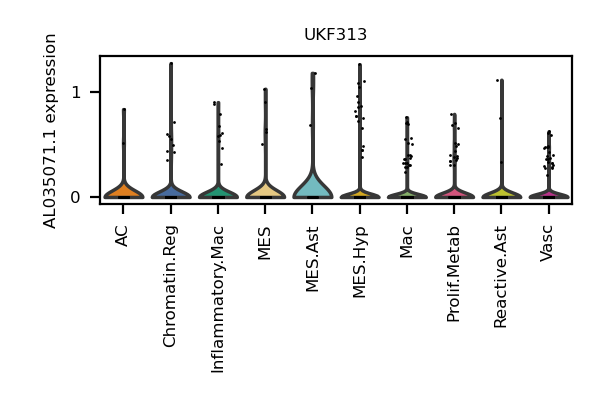 UKF313
AL035071.1 expression
1
0
AC
Chromatin.Reg
Inflammatory.Mac
MES
MES.Ast
MES.Hyp
Mac
Prolif.Metab
Reactive.Ast
Vasc